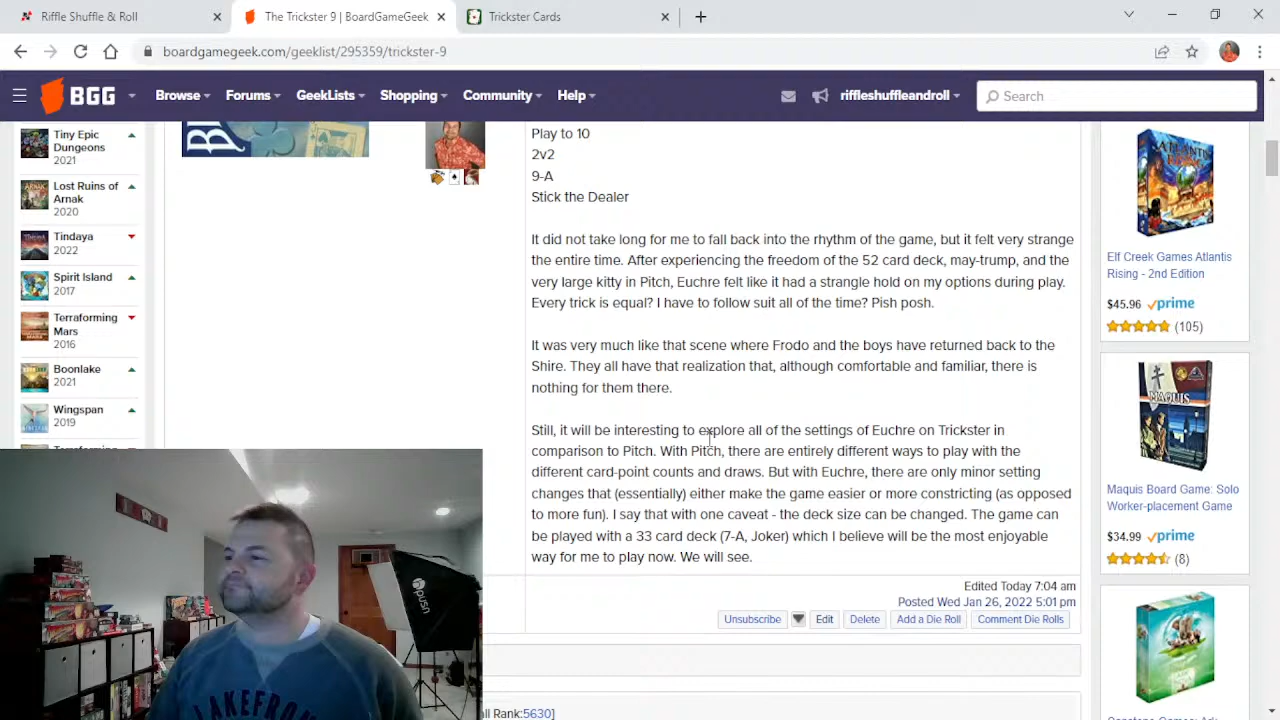 Riffle Shuffle & Roll
The Trickster 9 | BoardGameGeek
Trickster Cards
boardgamegeek.com/geeklist/295359/trickster-9
BGG
Browse
Forums
GeekLists
Shopping
Community
Help
riffleshuffleandroll
Search
Tiny Epic
Dungeons
2021
Lost Ruins of
Arnak
2020
Tindaya
2022
Spirit Island
2017
Terraforming
Mars
2016
Boonlake
2021
Wingspan
2019
Play to 10
2v2
9-A
Stick the Dealer
It did not take long for me to fall back into the rhythm of the game, but it felt very strange
the entire time. After experiencing the freedom of the 52 card deck, may-trump, and the
very large kitty in Pitch, Euchre felt like it had a strangle hold on my options during play.
Every trick is equal? I have to follow suit all of the time? Pish posh.
It was very much like that scene where Frodo and the boys have returned back to the
Shire. They all have that realization that, although comfortable and familiar, there is
nothing for them there.
Still, it will be interesting to explore all of the settings of Euchre on Trickster in
comparison to Pitch. With Pitch, there are entirely different ways to play with the
different card-point counts and draws. But with Euchre, there are only minor setting
changes that (essentially) either make the game easier or more constricting (as opposed
to more fun). I say that with one caveat - the deck size can be changed. The game can
be played with a 33 card deck (7-A, Joker) which I believe will be the most enjoyable
way for me to play now. We will see.
Edited Today 7:04 am
Posted Wed Jan 26, 2022 5:01 pm
Unsubscribe
Edit
Delete
Add a Die Roll
Comment Die Rolls
Rank:5630]
Elf Creek Games Atlantis
Rising - 2nd Edition
$45.96 prime
(105)
MAQUIS
Maquis Board Game: Solo
Worker-placement Game
$34.99 prime
(8)
pusn
LAKEFRON